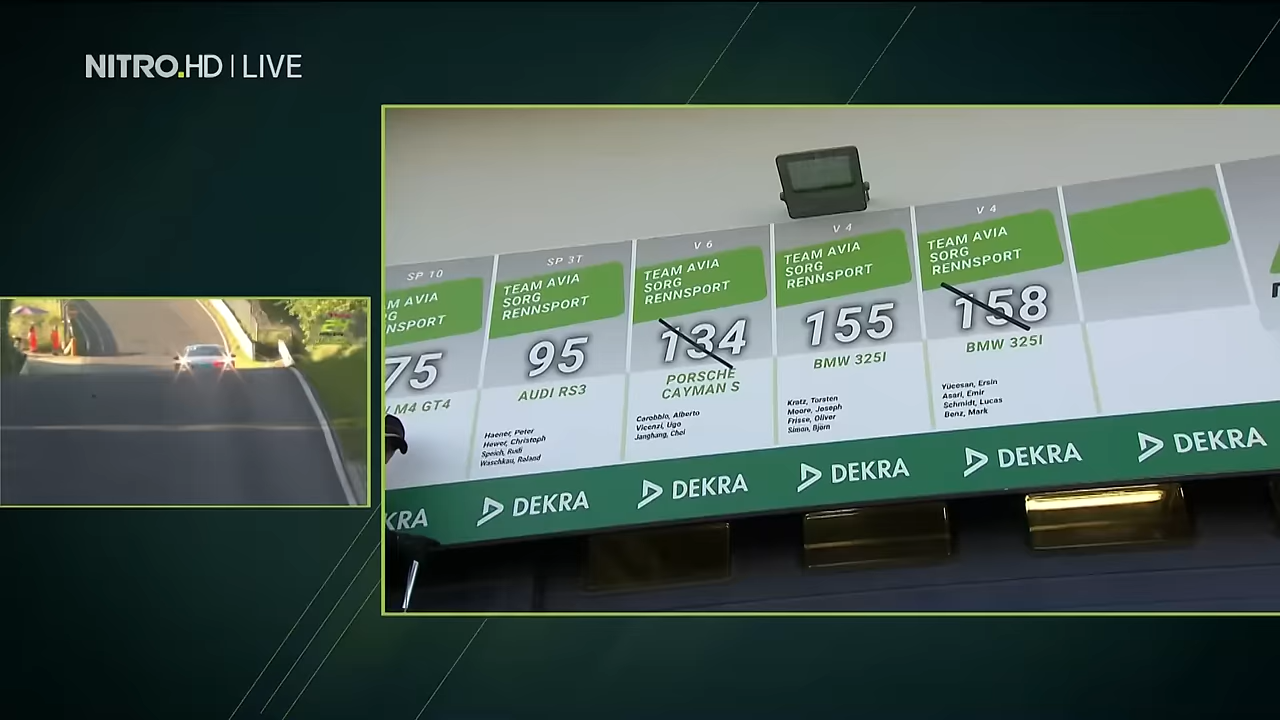 NITRO.HD | LIVE
SP 10
M AVIA
NSPORT
75
M4 GT4
SP 3T
TEAM AVIA
SORG
RENNSPORT
95
AUDI RS3
Haener, Peter
Hewer, Christoph
Speich, Rudi
Waschkau, Roland
V 6
TEAM AVIA
SORG
RENNSPORT
134
PORSCHE
CAYMAN S
Carobbio, Alberto
Vicenzi, Ugo
Janghang, Choi
V 4
TEAM AVIA
SORG
RENNSPORT
155
BMW 325I
Kratz, Torsten
Moore, Joseph
Frisse, Oliver
Simon, Björn
V 4
TEAM AVIA
SORG
RENNSPORT
158
BMW 325I
Yücesan, Ersin
Asari, Emir
Schmidt, Lucas
Benz, Mark
KRA
DEKRA
DEKRA
DEKRA
DEKRA
DEKRA